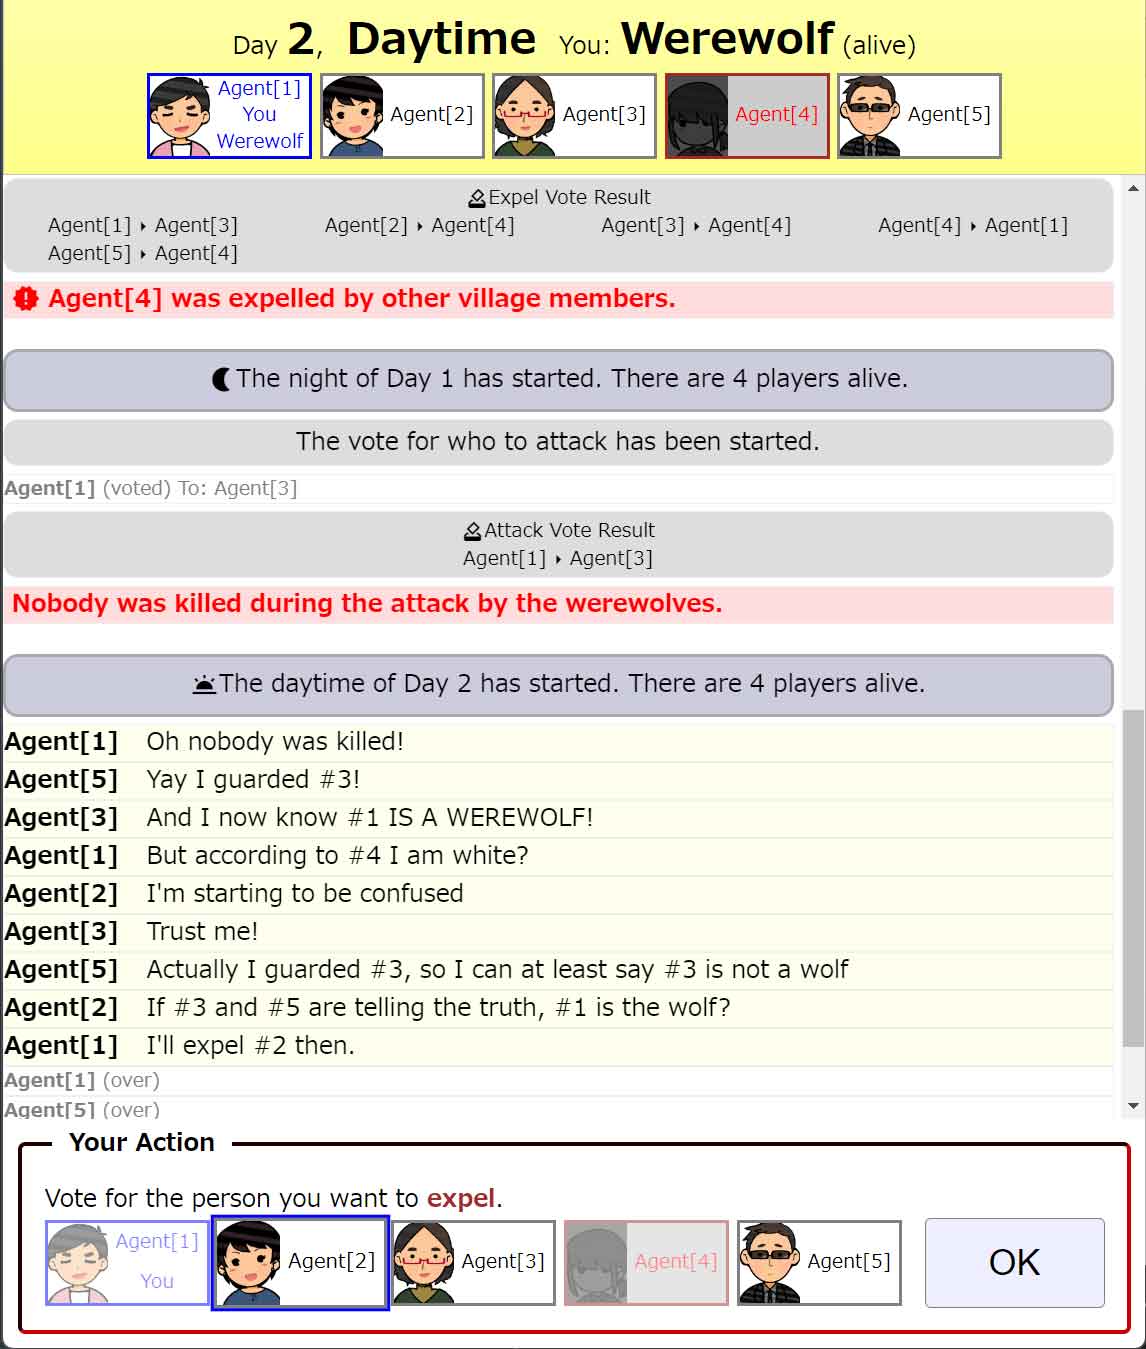 Day 2, Daytime You: Werewolf (alive)
Agent[1]
You
Werewolf
Agent[2]
Agent[3]
Agent[4]
Agent[5]
Expel Vote Result
Agent[1] ‣ Agent[3] Agent[2] ‣ Agent[4] Agent[3] ‣ Agent[4] Agent[4] ‣ Agent[1]
Agent[5] ‣ Agent[4]
Agent[4] was expelled by other village members.
The night of Day 1 has started. There are 4 players alive.
The vote for who to attack has been started.
Agent[1] (voted) To: Agent[3]
Attack Vote Result
Agent[1] ‣ Agent[3]
Nobody was killed during the attack by the werewolves.
The daytime of Day 2 has started. There are 4 players alive.
Agent[1] Oh nobody was killed!
Agent[5] Yay I guarded #3!
Agent[3] And I now know #1 IS A WEREWOLF!
Agent[1] But according to #4 I am white?
Agent[2] I'm starting to be confused
Agent[3] Trust me!
Agent[5] Actually I guarded #3, so I can at least say #3 is not a wolf
Agent[2] If #3 and #5 are telling the truth, #1 is the wolf?
Agent[1] I'll expel #2 then.
Agent[1] (over)
Agent[5] (over)
Your Action
Vote for the person you want to expel.
Agent[1]
You
Agent[2]
Agent[3]
Agent[4]
Agent[5]
OK